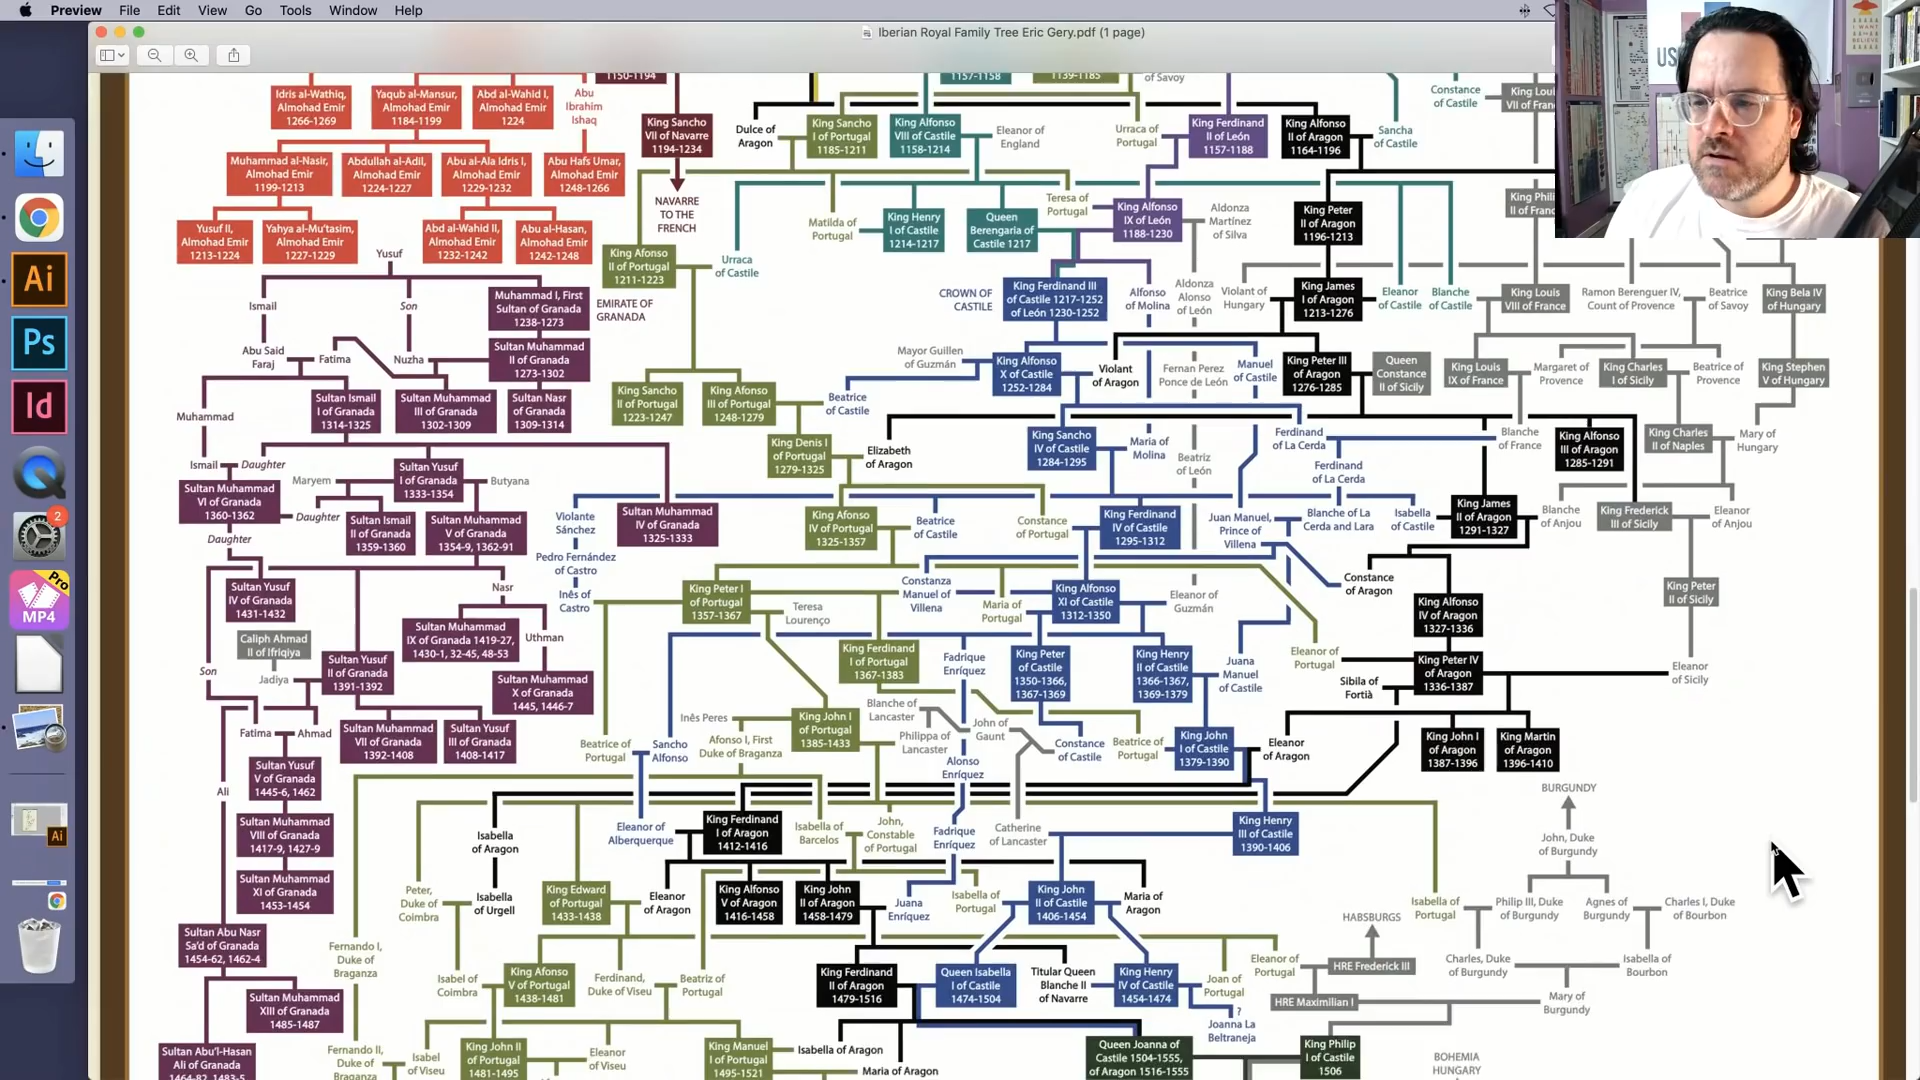 Preview File Edit View Go Tools Window Help
Iberian Royal Family Tree Eric Gery.pdf (1 page)
US
I WANT
BELIEVE
Ai
Ps
Id
2
Pro
MP4
Ai
1150-1194
1157-1158
1139-1185
of Savoy
Constance
of Castile
King Loui
VII of Franc
Idris al-Wathiq,
Almohad Emir
1266-1269
Yaqub al-Mansur,
Almohad Emir
1184-1199
Abd al-Wahid I,
Almohad Emir
1224
Abu
Ibrahim
Ishaq
King Sancho
VII of Navarre
1194-1234
Dulce of
Aragon
King Sancho
I of Portugal
1185-1211
King Alfonso
VIII of Castile
1158-1214
Eleanor of
England
Urraca of
Portugal
King Ferdinand
II of León
1157-1188
King Alfonso
II of Aragon
1164-1196
Sancha
of Castile
Muhammad al-Nasir,
Almohad Emir
1199-1213
Abdullah al-Adil,
Almohad Emir
1224-1227
Abu al-Ala Idris I,
Almohad Emir
1229-1232
Abu Hafs Umar,
Almohad Emir
1248-1266
NAVARRE
TO THE
FRENCH
Matilda of
Portugal
King Henry
I of Castile
1214-1217
Queen
Berengaria of
Castile 1217
Teresa of
Portugal
King Alfonso
IX of León
1188-1230
Aldonza
Martínez
of Silva
King Peter
II of Aragon
1196-1213
King Phili
II of Franc
Yusuf II,
Almohad Emir
1213-1224
Yahya al-Mu'tasim,
Almohad Emir
1227-1229
Abd al-Wahid II,
Almohad Emir
1232-1242
Abu al-Hasan,
Almohad Emir
1242-1248
Yusuf
King Afonso
II of Portugal
1211-1223
Urraca
of Castile
Ismail
Son
Muhammad I, First
Sultan of Granada
1238-1273
EMIRATE OF
GRANADA
CROWN OF
CASTILE
King Ferdinand III
of Castile 1217-1252
of León 1230-1252
Alfonso
of Molina
Aldonza
Alonso
of León
Violant of
Hungary
King James
I of Aragon
1213-1276
Eleanor
of Castile
Blanche
of Castile
King Louis
VIII of France
Ramon Berenguer IV,
Count of Provence
Beatrice
of Savoy
King Bela IV
of Hungary
Abu Said
Faraj
Fatima
Nuzha
Sultan Muhammad
II of Granada
1273-1302
Mayor Guillen
of Guzmán
King Alfonso
X of Castile
1252-1284
Violant
of Aragon
Fernan Perez
Ponce de León
Manuel
of Castile
King Peter III
of Aragon
1276-1285
Queen
Constance
II of Sicily
King Louis
IX of France
Margaret of
Provence
King Charles
I of Sicily
Beatrice of
Provence
King Stephen
V of Hungary
Muhammad
Sultan Ismail
I of Granada
1314-1325
Sultan Muhammad
III of Granada
1302-1309
Sultan Nasr
of Granada
1309-1314
King Sancho
II of Portugal
1223-1247
King Afonso
III of Portugal
1248-1279
Beatrice
of Castile
King Denis I
of Portugal
1279-1325
Elizabeth
of Aragon
King Sancho
IV of Castile
1284-1295
Maria of
Molina
Beatriz
of León
Ferdinand
of La Cerda
Blanche
of France
King Alfonso
III of Aragon
1285-1291
King Charles
II of Naples
Mary of
Hungary
Ismail
Daughter
Maryem
Sultan Yusuf
I of Granada
1333-1354
Butyana
Ferdinand
of La Cerda
Sultan Muhammad
VI of Granada
1360-1362
Daughter
Sultan Ismail
II of Granada
1359-1360
Sultan Muhammad
V of Granada
1354-9, 1362-91
Violante
Sánchez
Sultan Muhammad
IV of Granada
1325-1333
King Afonso
IV of Portugal
1325-1357
Beatrice
of Castile
Constance
of Portugal
King Ferdinand
IV of Castile
1295-1312
Juan Manuel,
Prince of
Villena
Blanche of La
Cerda and Lara
Isabella
of Castile
King James
II of Aragon
1291-1327
Blanche
of Anjou
King Frederick
III of Sicily
Eleanor
of Anjou
Daughter
Pedro Fernández
of Castro
Sultan Yusuf
IV of Granada
1431-1432
Nasr
Inês of
Castro
King Peter I
of Portugal
1357-1367
Teresa
Lourenço
Constanza
Manuel of
Villena
Maria of
Portugal
King Alfonso
XI of Castile
1312-1350
Eleanor of
Guzmán
Constance
of Aragon
King Alfonso
IV of Aragon
1327-1336
King Peter
II of Sicily
Caliph Ahmad
II of Ifriqiya
Sultan Muhammad
IX of Granada 1419-27,
1430-1, 32-45, 48-53
Uthman
Son
Jadiya
Sultan Yusuf
II of Granada
1391-1392
Sultan Muhammad
X of Granada
1445, 1446-7
King Ferdinand
I of Portugal
1367-1383
Fadrique
Enríquez
King Peter
of Castile
1350-1366,
1367-1369
King Henry
II of Castile
1366-1367,
1369-1379
Juana
Manuel
of Castile
Eleanor of
Portugal
Sibila of
Fortià
King Peter IV
of Aragon
1336-1387
Eleanor
of Sicily
Fatima
Ahmad
Sultan Muhammad
VII of Granada
1392-1408
Sultan Yusuf
III of Granada
1408-1417
Beatrice of
Portugal
Sancho
Alfonso
Inês Peres
Afonso I, First
Duke of Braganza
King John I
of Portugal
1385-1433
Blanche of
Lancaster
Philippa of
Lancaster
John of
Gaunt
Alonso
Enríquez
Constance
of Castile
Beatrice of
Portugal
King John
I of Castile
1379-1390
Eleanor
of Aragon
King John I
of Aragon
1387-1396
King Martin
of Aragon
1396-1410
Ali
Sultan Yusuf
V of Granada
1445-6, 1462
BURGUNDY
Sultan Muhammad
VIII of Granada
1417-9, 1427-9
Isabella
of Aragon
Eleanor of
Alberquerque
King Ferdinand
I of Aragon
1412-1416
Isabella of
Barcelos
John,
Constable
of Portugal
Fadrique
Enríquez
Catherine
of Lancaster
King Henry
III of Castile
1390-1406
John, Duke
of Burgundy
Sultan Muhammad
XI of Granada
1453-1454
Peter,
Duke of
Coimbra
Isabella
of Urgell
King Edward
of Portugal
1433-1438
Eleanor
of Aragon
King Alfonso
V of Aragon
1416-1458
King John
II of Aragon
1458-1479
Juana
Enríquez
Isabella of
Portugal
King John
II of Castile
1406-1454
Maria of
Aragon
HABSBURGS
Isabella of
Portugal
Philip III, Duke
of Burgundy
Agnes of
Burgundy
Charles I, Duke
of Bourbon
Sultan Abu Nasr
Sa'd of Granada
1454-62, 1462-4
Fernando I,
Duke of
Braganza
Isabel of
Coimbra
King Afonso
V of Portugal
1438-1481
Ferdinand,
Duke of Viseu
Beatriz of
Portugal
King Ferdinand
II of Aragon
1479-1516
Queen Isabella
I of Castile
1474-1504
Titular Queen
Blanche II
of Navarre
King Henry
IV of Castile
1454-1474
Joan of
Portugal
Eleanor of
Portugal
HRE Frederick III
Charles, Duke
of Burgundy
Isabella of
Bourbon
Sultan Muhammad
XIII of Granada
1485-1487
?
Joanna La
Beltraneja
HRE Maximilian I
Mary of
Burgundy
Sultan Abu'l-Hasan
Ali of Granada
1464-82, 1483-5
Fernando II,
Duke of
Braganza
Isabel
of Viseu
King John II
of Portugal
1481-1495
Eleanor
of Viseu
King Manuel
I of Portugal
1495-1521
Isabella of Aragon
Maria of Aragon
Queen Joanna of
Castile 1504-1555,
Aragon 1516-1555
King Philip
I of Castile
1506
BOHEMIA
HUNGARY